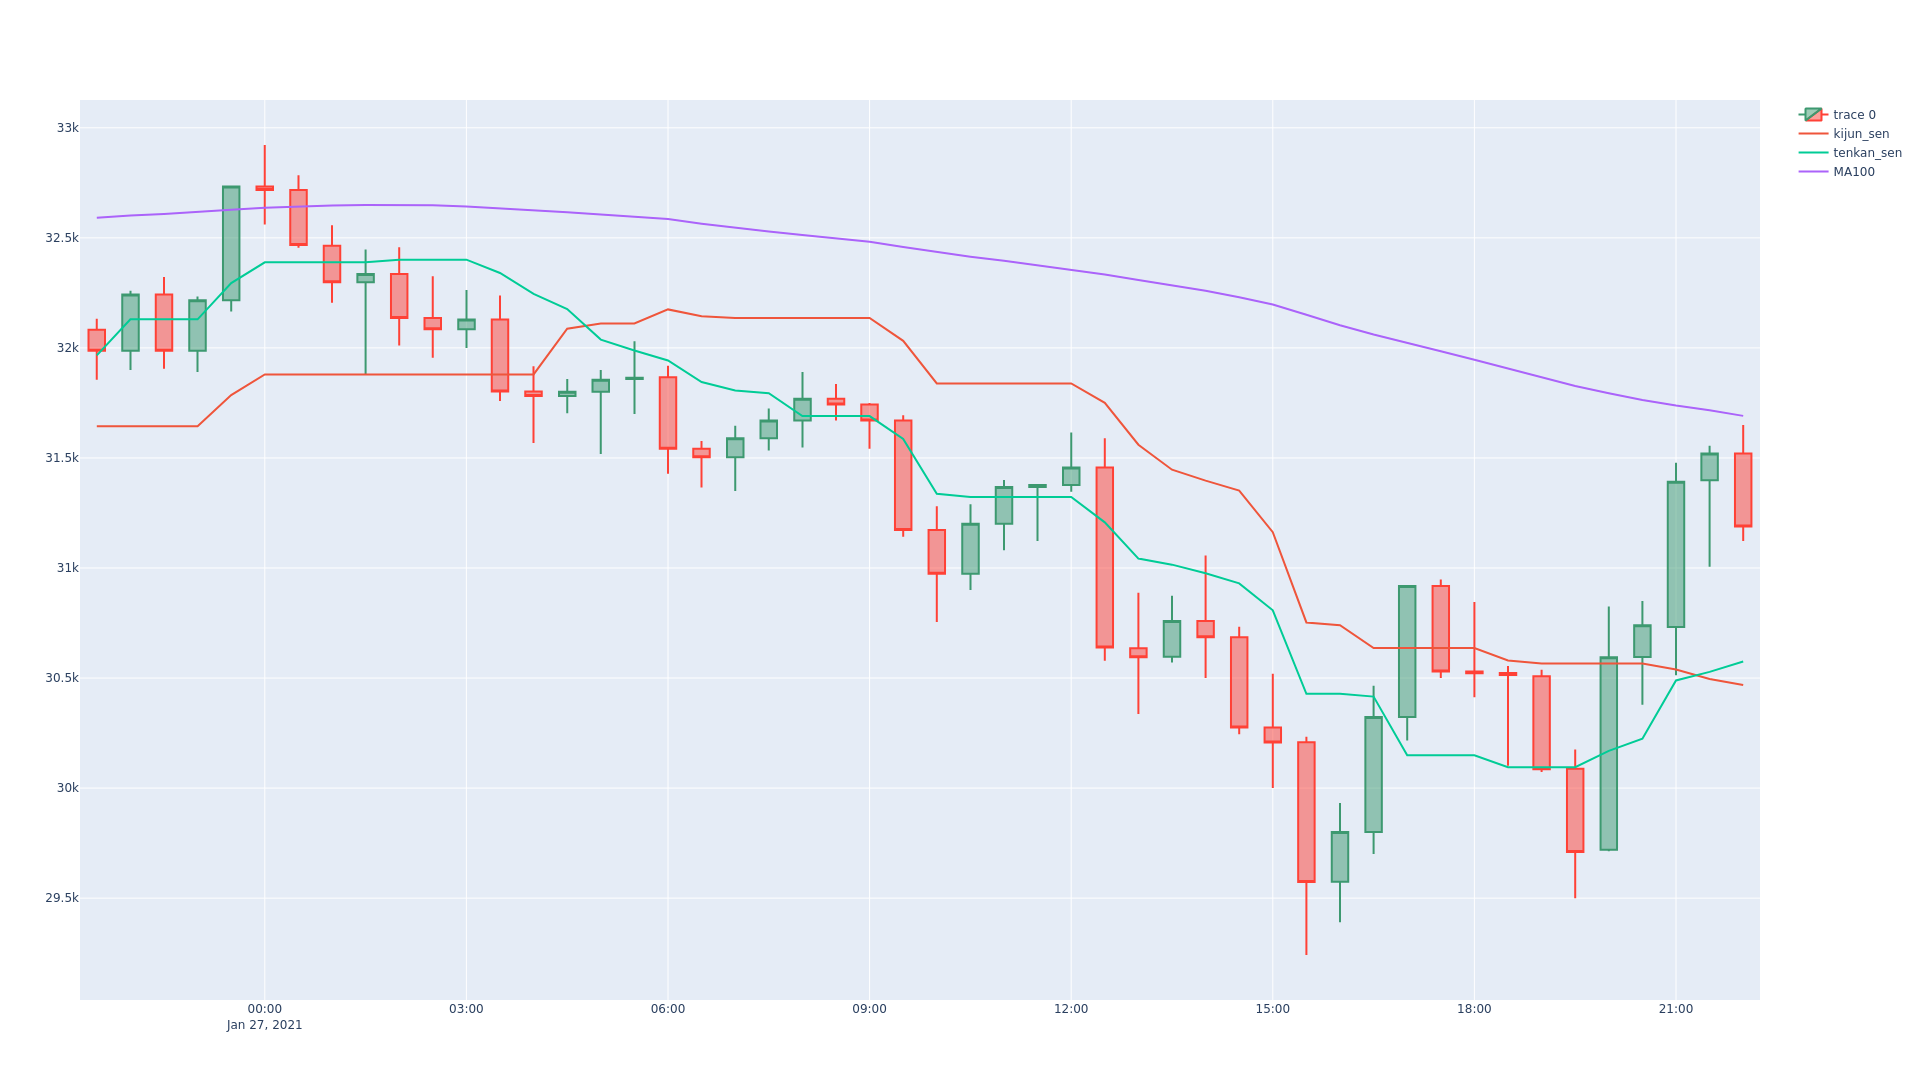 33k
32.5k
32k
31.5k
31k
30.5k
30k
29.5k
00:00
Jan 27, 2021
03:00
06:00
09:00
12:00
15:00
18:00
21:00
trace 0
kijun_sen
tenkan_sen
MA100